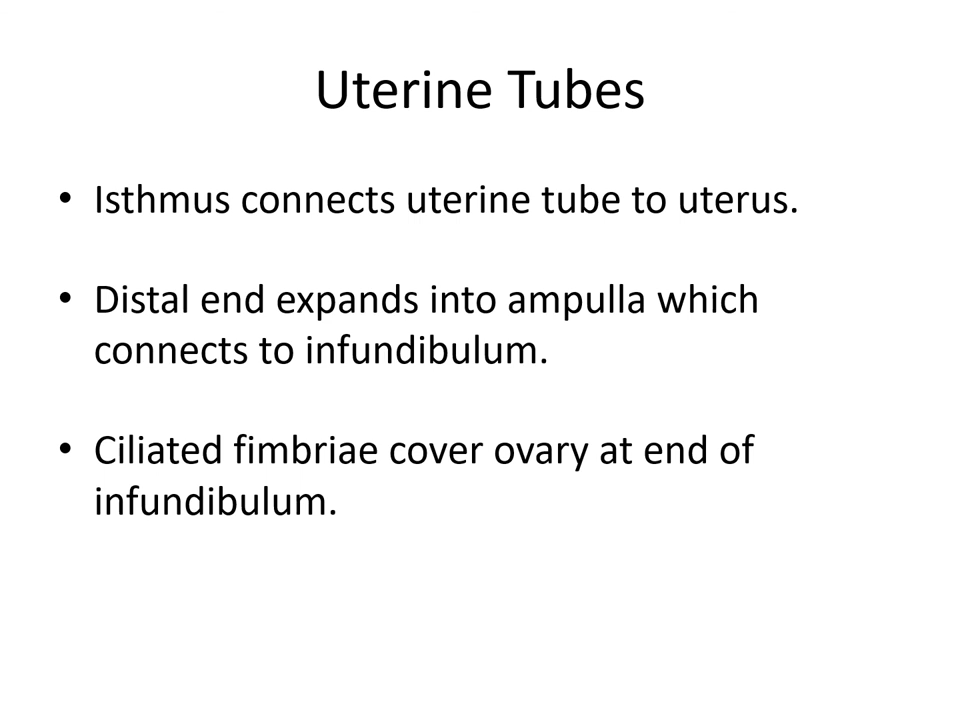 Uterine Tubes
• Isthmus connects uterine tube to uterus.
• Distal end expands into ampulla which
connects to infundibulum.
• Ciliated fimbriae cover ovary at end of
infundibulum.